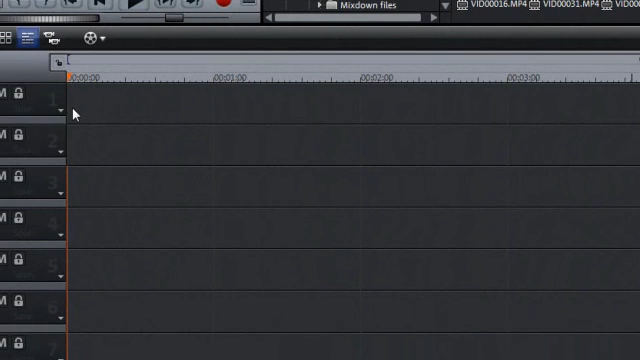 Mixdown files
VID00016.MP4 VID00031.MP4 VID00
00:00:00 00:01:00 00:02:00 00:03:00
M 1
M 2
M 3
M 4
M 5
M 6
M 7